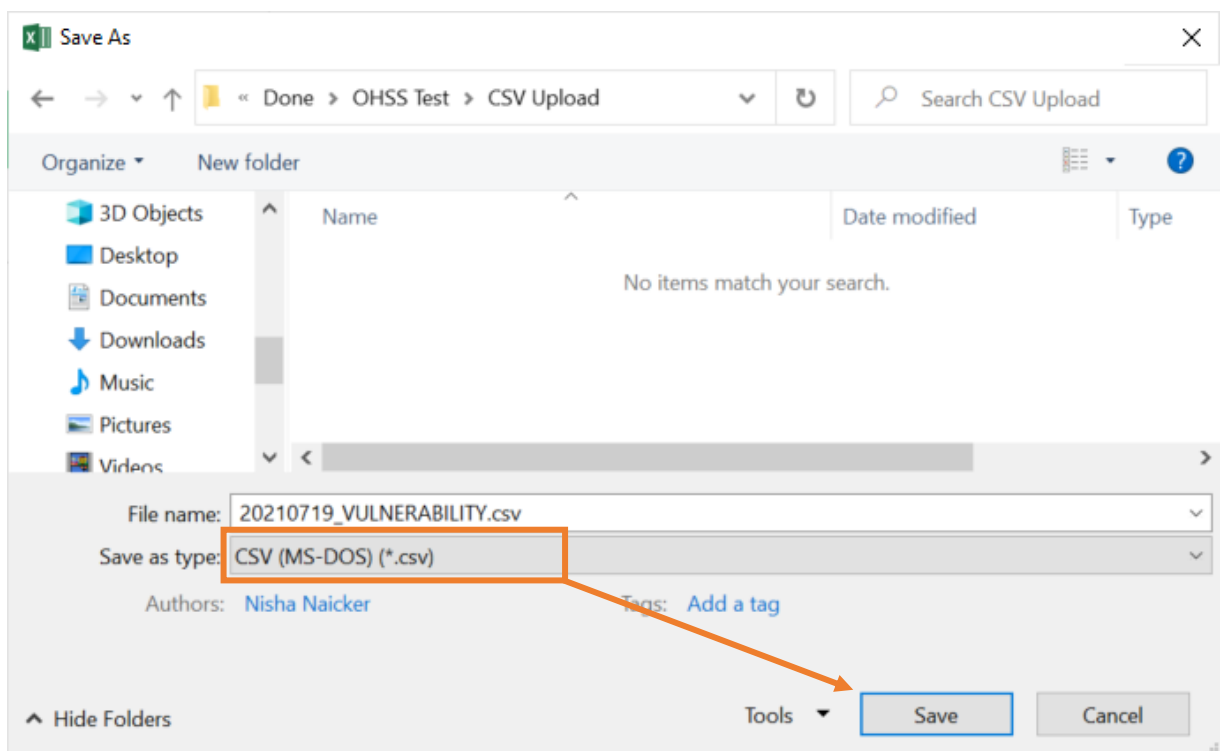 Save As
« Done > OHSS Test > CSV Upload
Search CSV Upload
Organize
New folder
3D Objects
Desktop
Documents
Downloads
Music
Pictures
Videos
Name
Date modified
Type
No items match your search.
File name: 20210719_VULNERABILITY.csv
Save as type: CSV (MS-DOS) (*.csv)
Authors: Nisha Naicker
Tags: Add a tag
Hide Folders
Tools
Save
Cancel